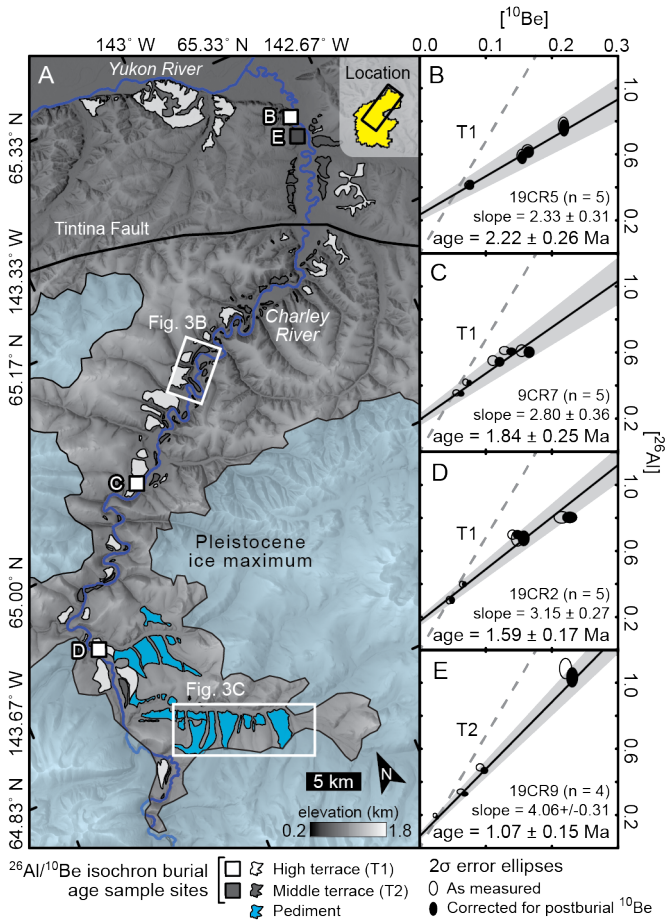 [10Be]
143° W 65.33° N 142.67° W
0.0 0.1 0.2 0.3
A
Yukon River
Location
B
E
65.33° N
Tintina Fault
143.33° W
Fig. 3B
Charley
River
65.17° N
C
Pleistocene
ice maximum
65.00° N
D
Fig. 3C
143.67° W
5 km
N
elevation (km)
0.2 1.8
64.83° N
B
T1
19CR5 (n = 5)
slope = 2.33 ± 0.31
age = 2.22 ± 0.26 Ma
1.0
0.6
0.2
C
T1
9CR7 (n = 5)
slope = 2.80 ± 0.36
age = 1.84 ± 0.25 Ma
1.0
0.6
0.2
[26Al]
D
T1
19CR2 (n = 5)
slope = 3.15 ± 0.27
age = 1.59 ± 0.17 Ma
1.0
0.6
0.2
E
T2
19CR9 (n = 4)
slope = 4.06+/-0.31
age = 1.07 ± 0.15 Ma
1.0
0.6
0.2
26Al/10Be isochron burial
age sample sites
High terrace (T1)
Middle terrace (T2)
Pediment
2σ error ellipses
As measured
Corrected for postburial 10Be